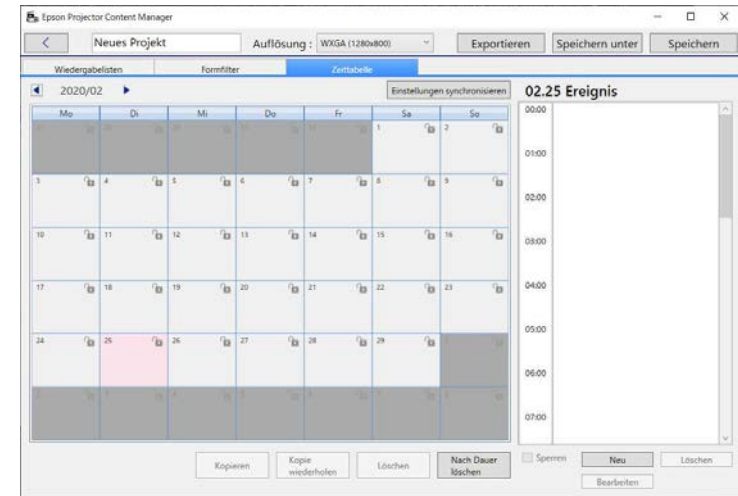 Epson Projector Content Manager
Neues Projekt
Auflösung : WXGA (1280x800)
Exportieren
Speichern unter
Speichern
Wiedergabelisten
Formfilter
Zeittabelle
2020/02
Einstellungen synchronisieren
02.25 Ereignis
Mo Di Mi Do Fr Sa So
1 2
3 4 5 6 7 8 9
10 11 12 13 14 15 16
17 18 19 20 21 22 23
24 25 26 27 28 29
00:00
01:00
02:00
03:00
04:00
05:00
06:00
07:00
Kopieren
Kopie
wiederholen
Löschen
Nach Dauer
löschen
Sperren
Neu
Löschen
Bearbeiten